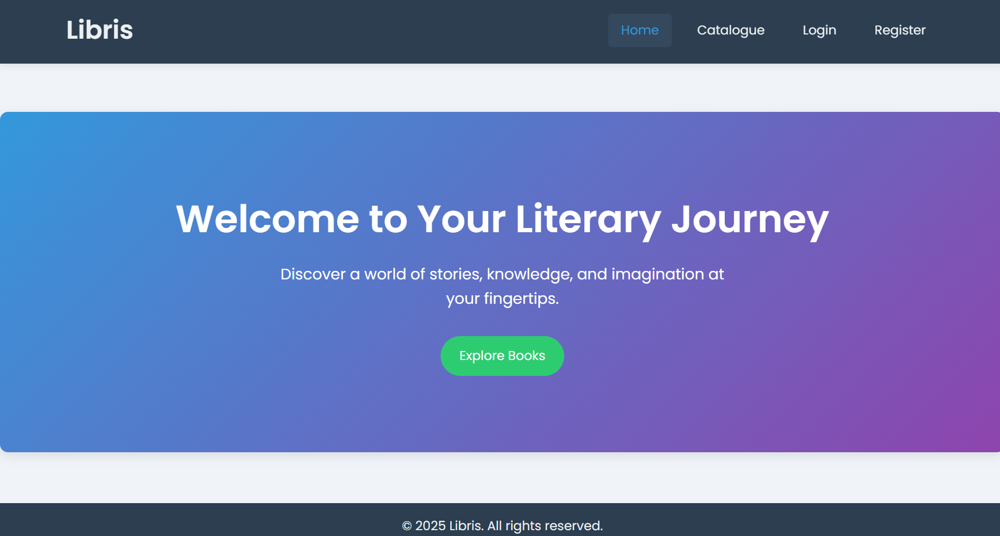 Libris
Home
Catalogue
Login
Register
Welcome to Your Literary Journey
Discover a world of stories, knowledge, and imagination at
your fingertips.
Explore Books
© 2025 Libris. All rights reserved.